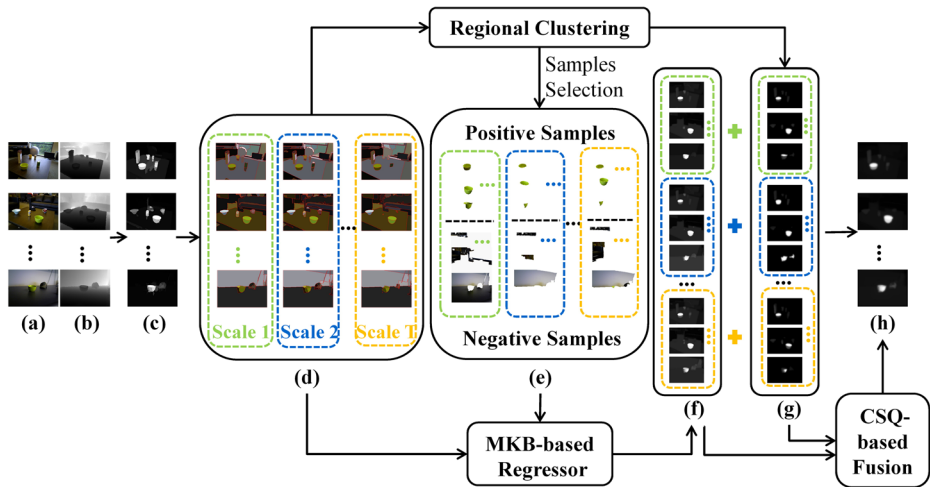 Regional Clustering
Samples
Selection
Positive Samples
Negative Samples
Scale 1
Scale 2
Scale T
(a)
(b)
(c)
(d)
(e)
(f)
(g)
(h)
MKB-based
Regressor
CSQ-
based
Fusion